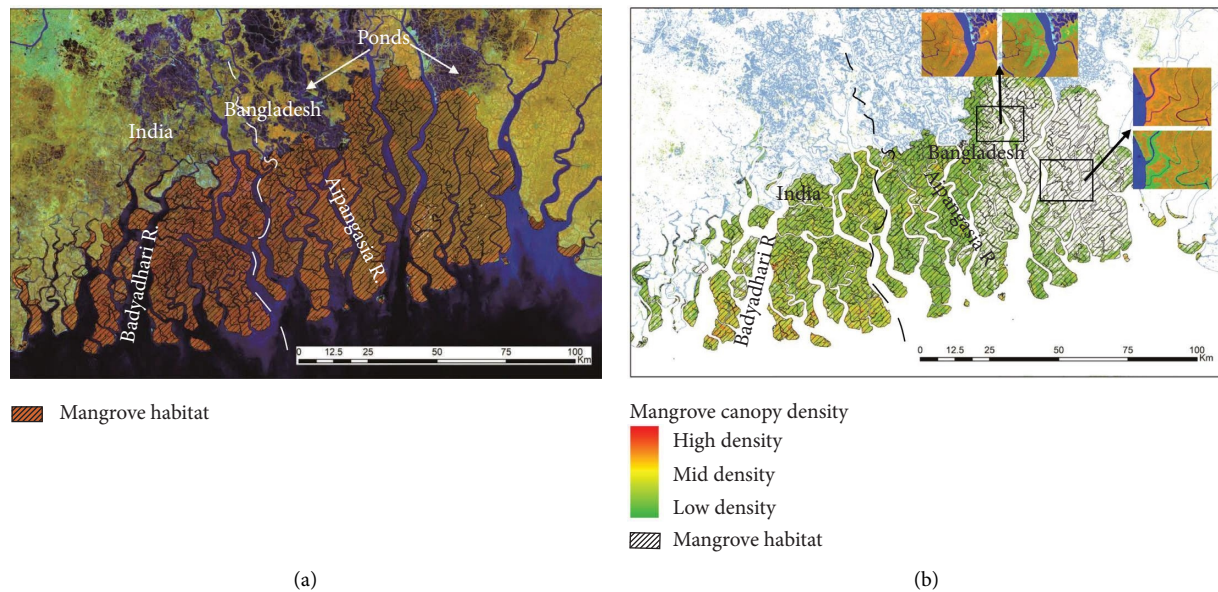 (a)
Ponds
Bangladesh
India
Aipangasia R.
Badyadhari R.
0 12.5 25 50 75 100
Km
Mangrove habitat
(b)
Bangladesh
India
Aipangasia R.
Badyadhari R.
0 12.5 25 50 75 100
Km
Mangrove canopy density
High density
Mid density
Low density
Mangrove habitat
(a)
(b)